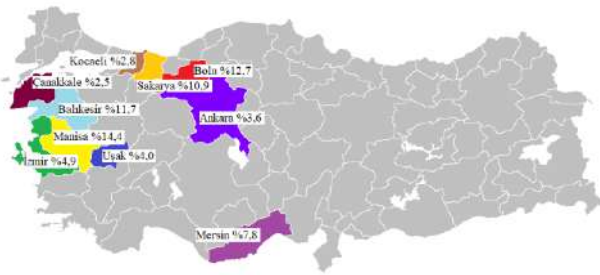 Kocaeli %2,8
Çanakkale %2,5
Bolu %12,7
Sakarya %10,9
Balıkesir %11,7
Ankara %3,6
Manisa %14,4
İzmir %4,9
Uşak %4,0
Mersin %7,8